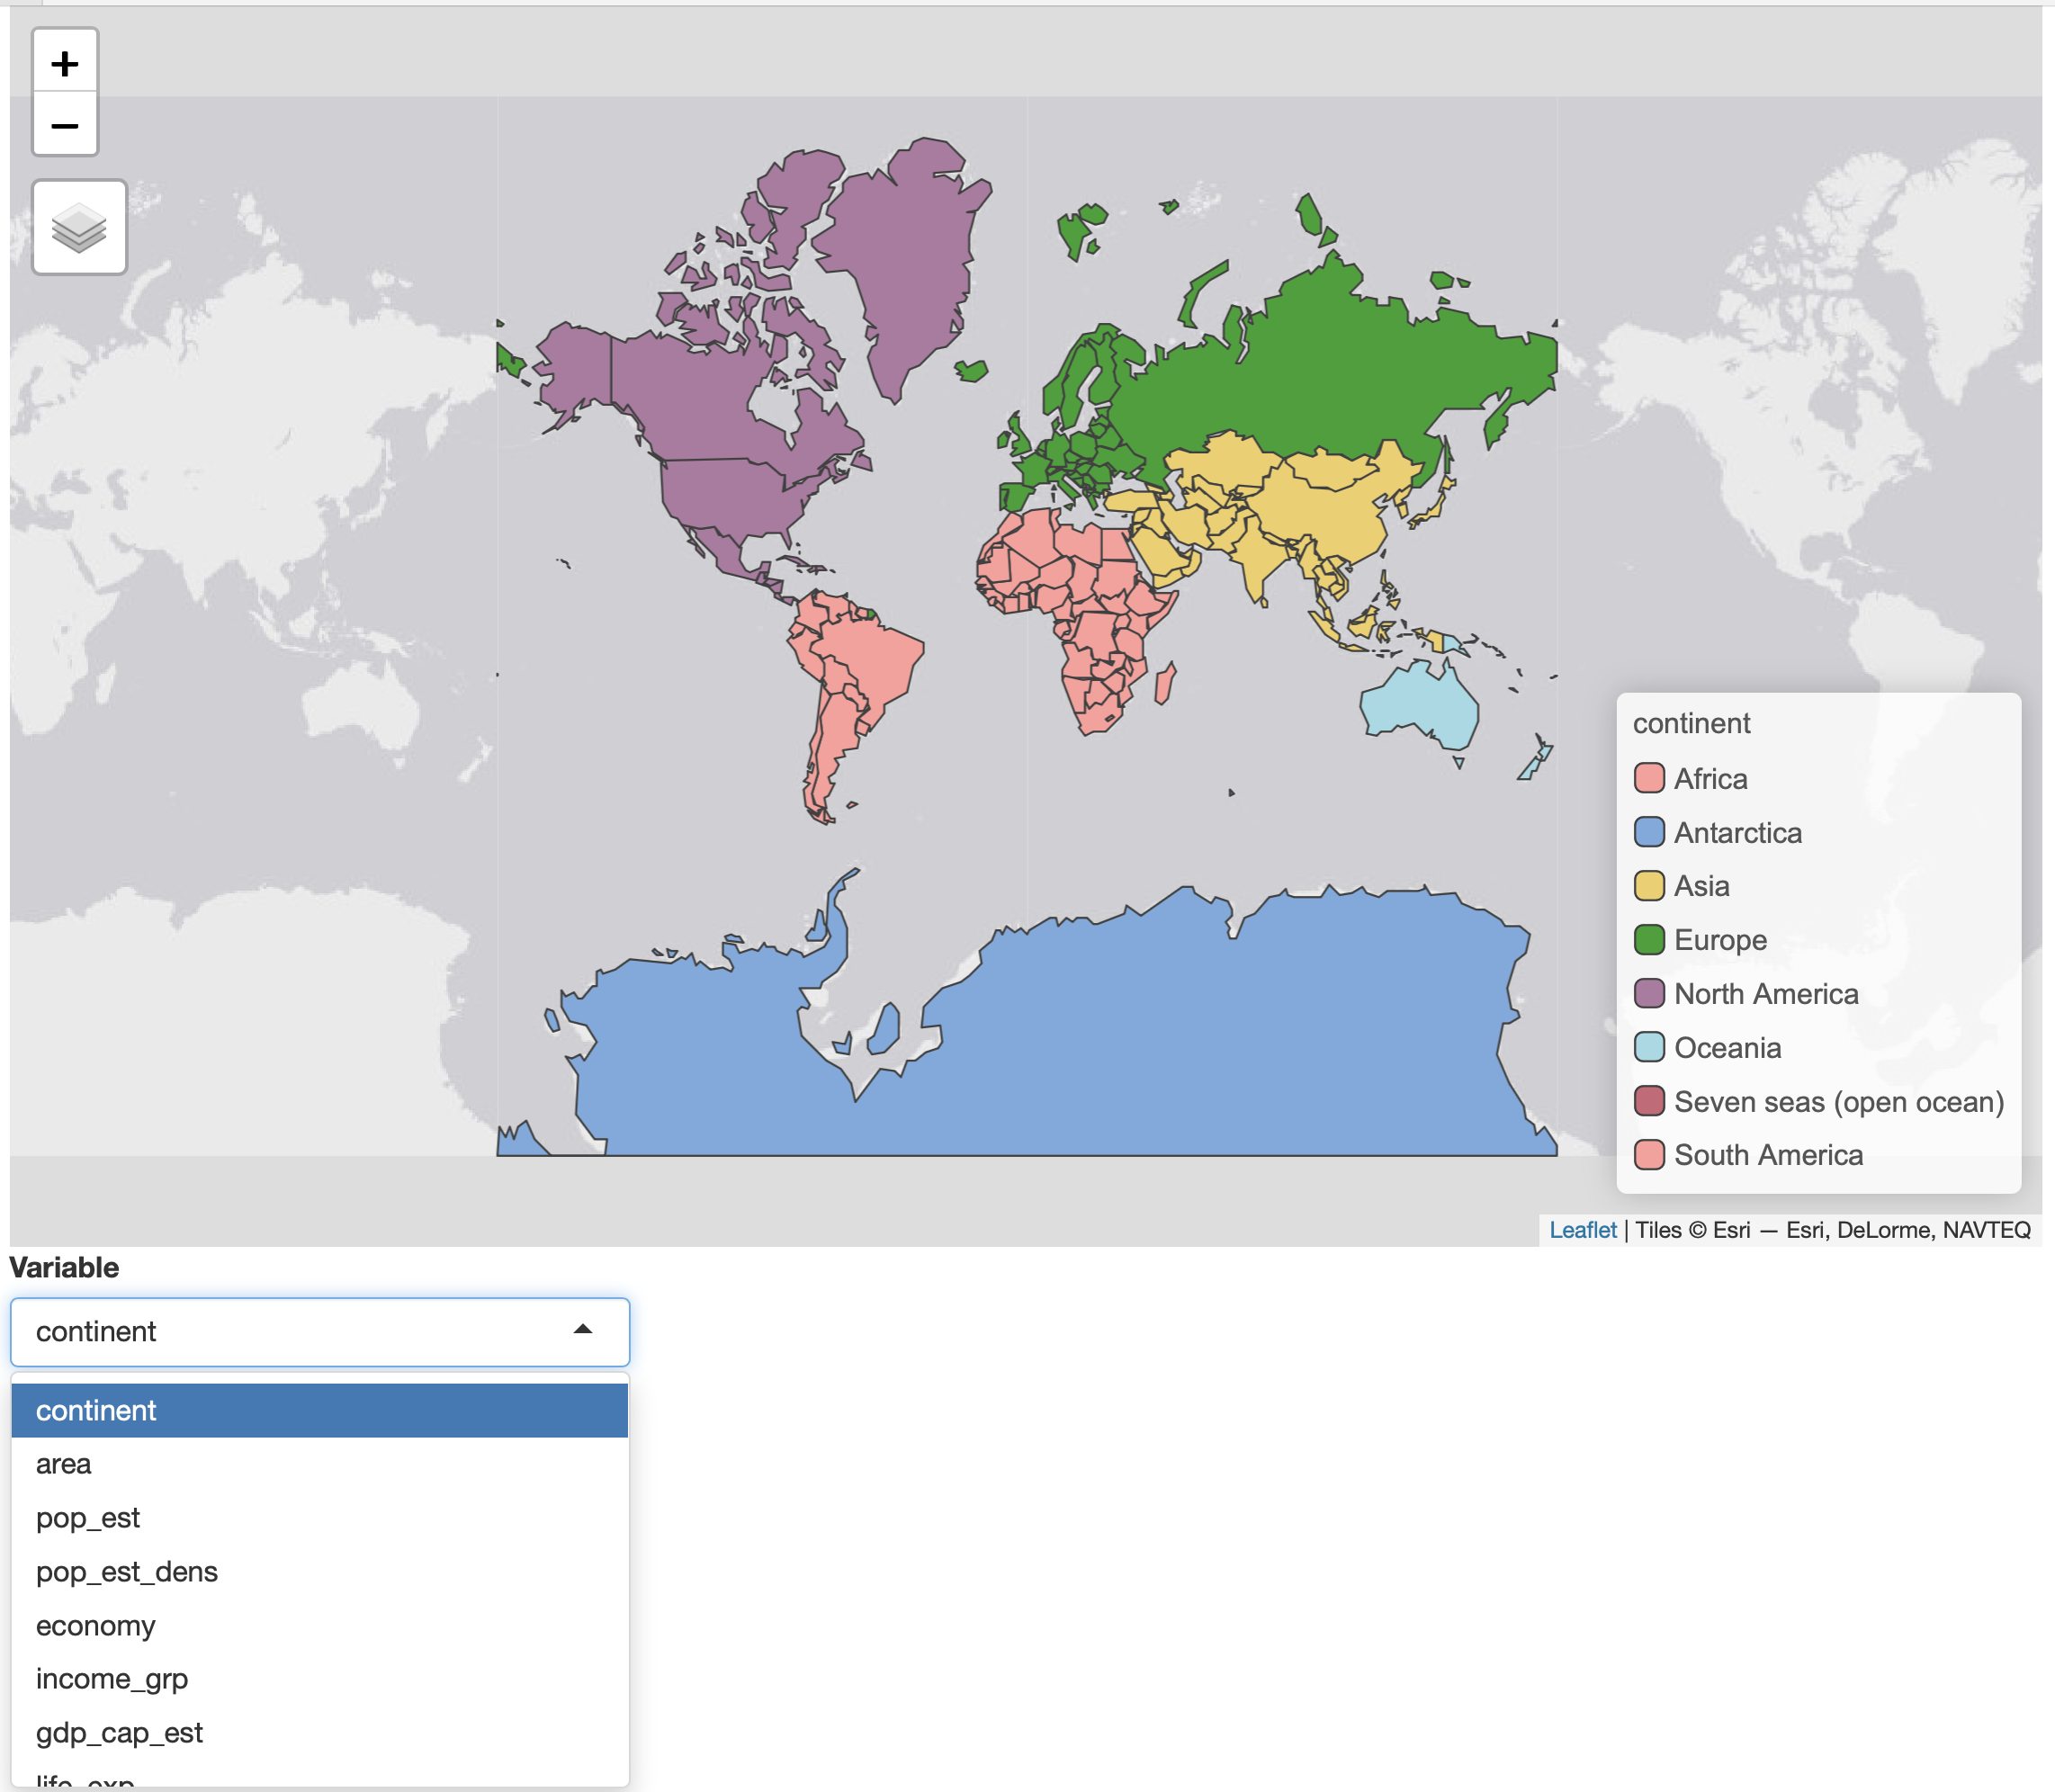 +
−
continent
Africa
Antarctica
Asia
Europe
North America
Oceania
Seven seas (open ocean)
South America
Leaflet | Tiles © Esri — Esri, DeLorme, NAVTEQ
Variable
continent
continent
area
pop_est
pop_est_dens
economy
income_grp
gdp_cap_est
life_exp